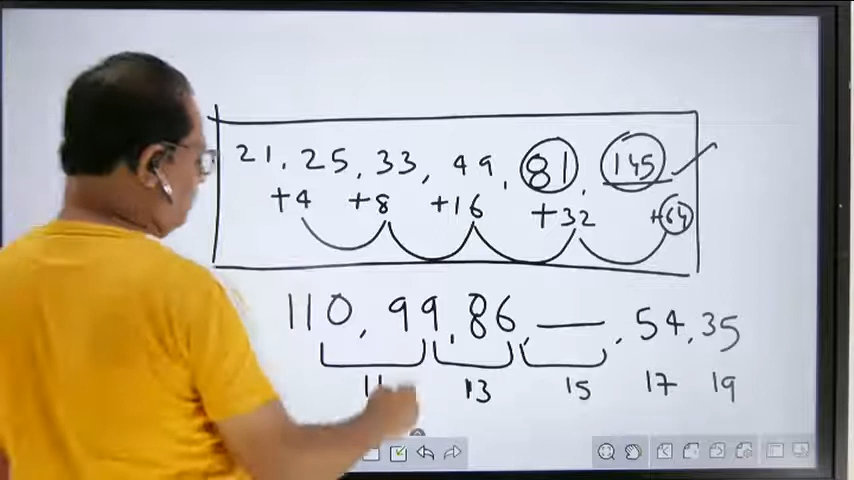 21, 25, 33, 49, 81, 145
+4 +8 +16 +32 +64
110, 99, 86, ___, 54, 35
11 13 15 17 19